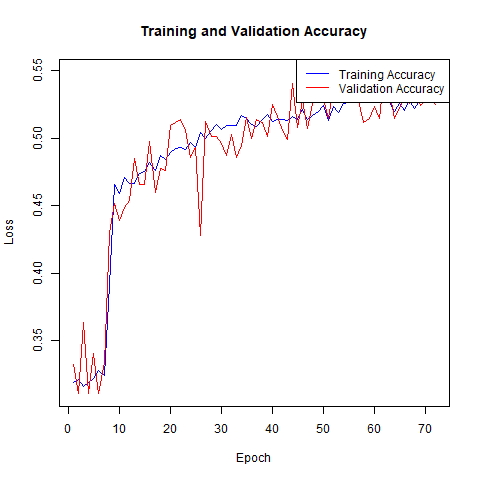 Training and Validation Accuracy
Training Accuracy
Validation Accuracy
0.55
0.50
0.45
0.40
0.35
Loss
0 10 20 30 40 50 60 70
Epoch